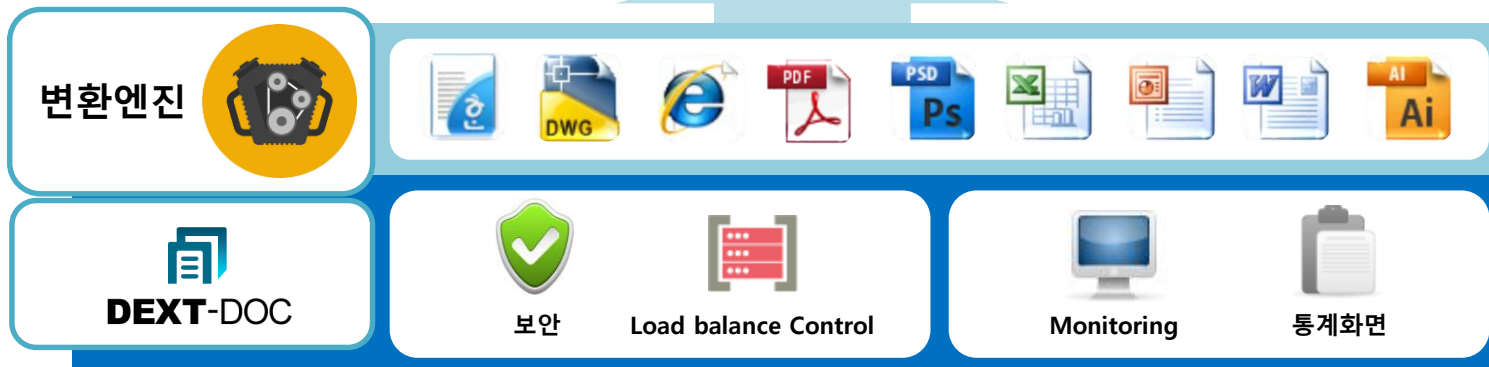 변환엔진
한
DWG
PDF
PSD
Ps
X
W
AI
Ai
DEXT-DOC
보안
Load balance Control
Monitoring
통계화면